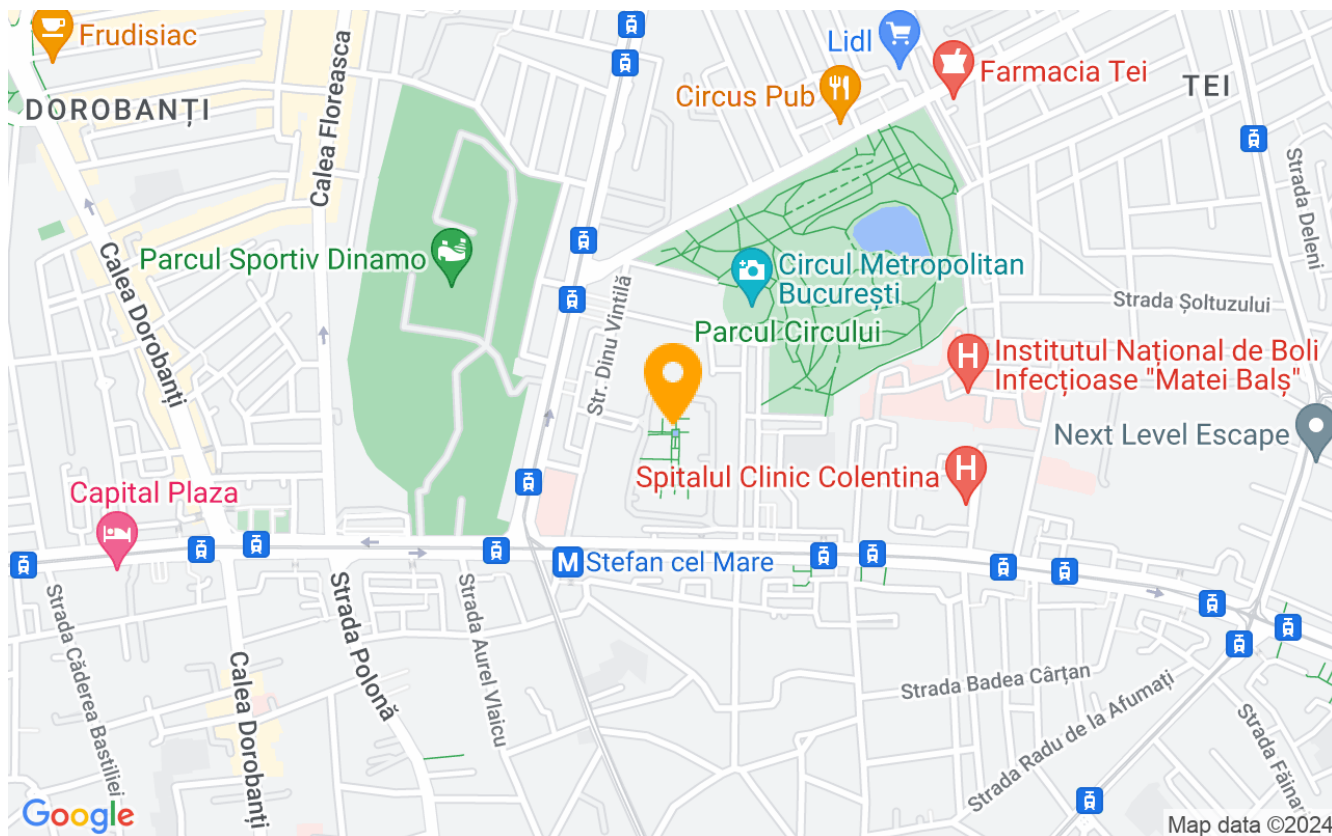 Frudisiac
DOROBANȚI
Calea Floreasca
Lidl
Farmacia Tei
Circus Pub
TEI
Strada Deleni
Parcul Sportiv Dinamo
Calea Dorobanți
Str. Dinu Vintilă
Circul Metropolitan
București
Parcul Circului
Strada Șoltuzului
H
Institutul Național de Boli
Infecțioase "Matei Balș"
Next Level Escape
Spitalul Clinic Colentina
H
Capital Plaza
M
Stefan cel Mare
Strada Căderea Bastiliei
Calea Dorobanți
Strada Polonă
Strada Aurel Vlaicu
Strada Badea Cârțan
Strada Radu de la Afumați
Strada Făinari
Google
Map data ©2024